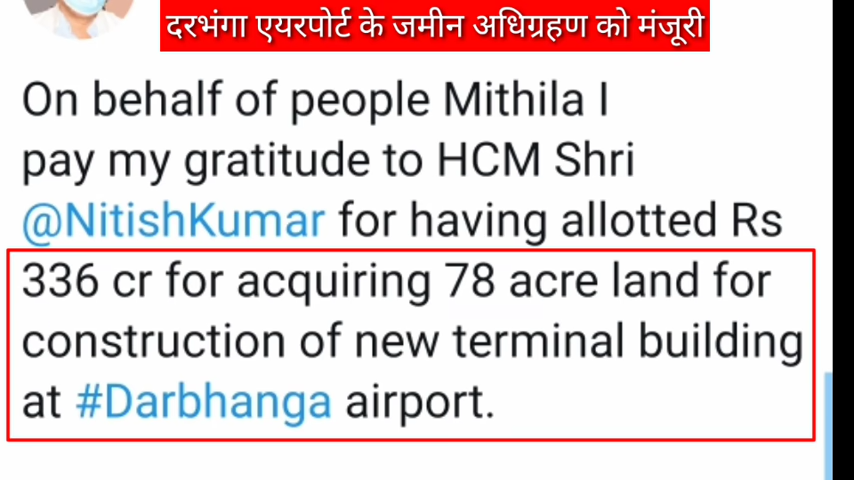 दरभंगा एयरपोर्ट के जमीन अधिग्रहण को मंजूरी
On behalf of people Mithila I
pay my gratitude to HCM Shri
@NitishKumar for having allotted Rs
336 cr for acquiring 78 acre land for
construction of new terminal building
at #Darbhanga airport.